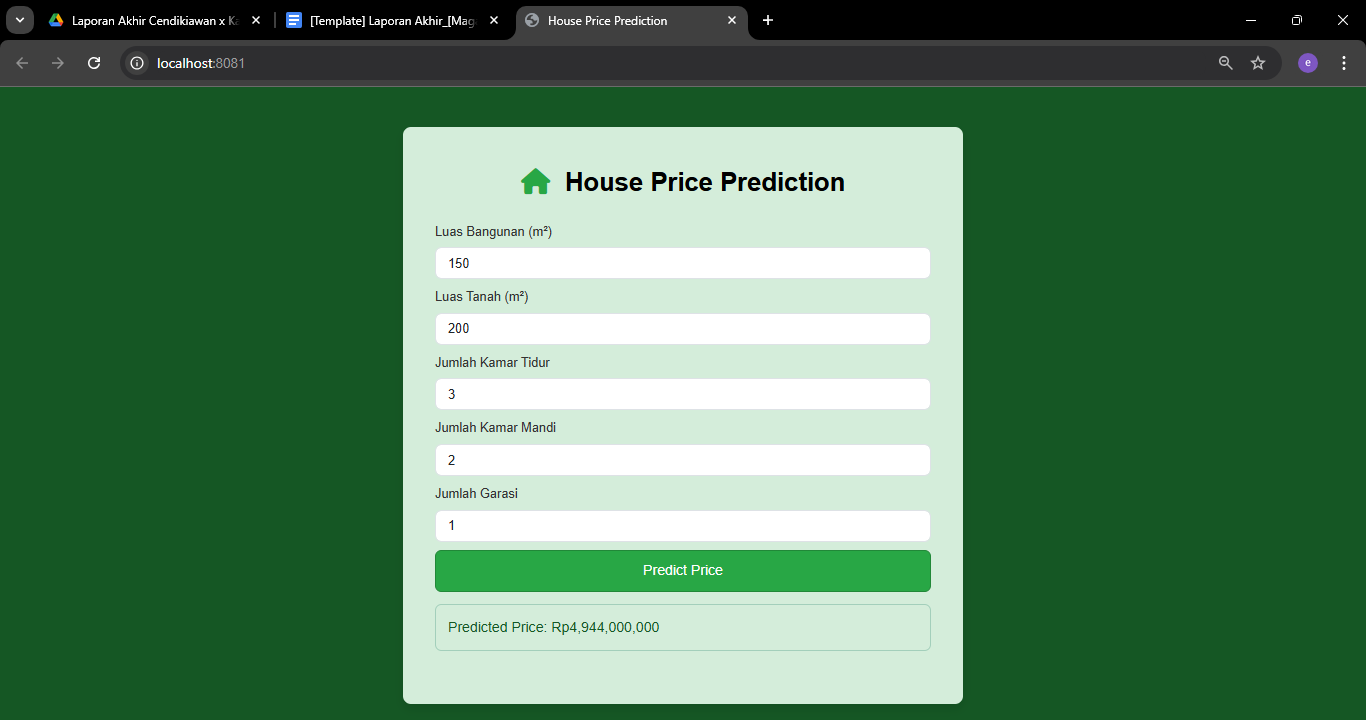 Laporan Akhir Cendikiawan x Ka
[Template] Laporan Akhir_[Mag
House Price Prediction
localhost:8081
e
House Price Prediction
Luas Bangunan (m²)
150
Luas Tanah (m²)
200
Jumlah Kamar Tidur
3
Jumlah Kamar Mandi
2
Jumlah Garasi
1
Predict Price
Predicted Price: Rp4,944,000,000